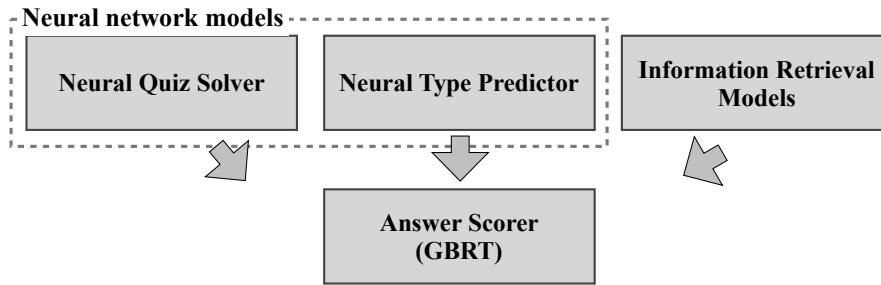 Neural network models
Neural Quiz Solver
Neural Type Predictor
Information Retrieval
Models
Answer Scorer
(GBRT)